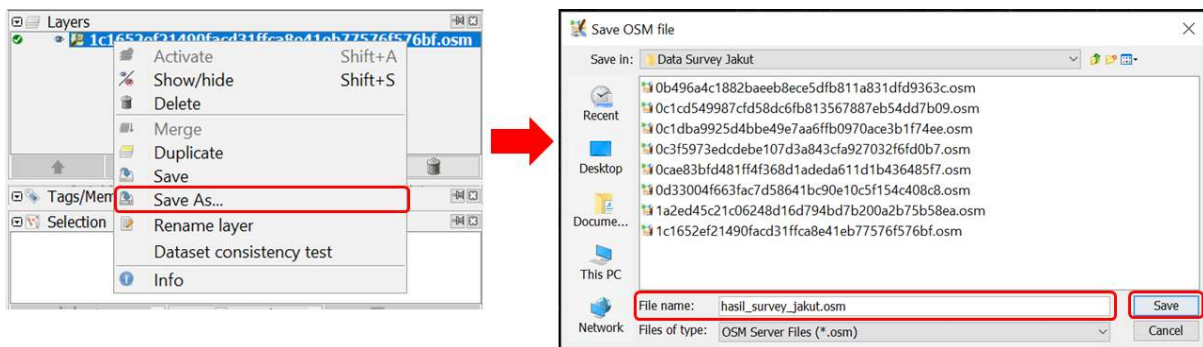 Layers
1c1652ef21490facd31ffca8e41eb77576f576bf.osm
Activate Shift+A
Show/hide Shift+S
Delete
Merge
Duplicate
Save
Tags/Mem
Save As...
Selection
Rename layer
Dataset consistency test
Info
Save OSM file
Save in: Data Survey Jakut
Recent
Desktop
Docume...
This PC
Network
0b496a4c1882baeeb8ece5dfb811a831dfd9363c.osm
0c1cd549987cfd58dc6fb813567887eb54dd7b09.osm
0c1dba9925d4bbe49e7aa6ffb0970ace3b1f74ee.osm
0c3f5973edcdebe107d3a843cfa927032f6fd0b7.osm
0cae83bfd481ff4f368d1adeda611d1b436485f7.osm
0d33004f663fac7d58641bc90e10c5f154c408c8.osm
1a2ed45c21c06248d16d794bd7b200a2b75b58ea.osm
1c1652ef21490facd31ffca8e41eb77576f576bf.osm
File name: hasil_survey_jakut.osm Save
Files of type: OSM Server Files (*.osm) Cancel